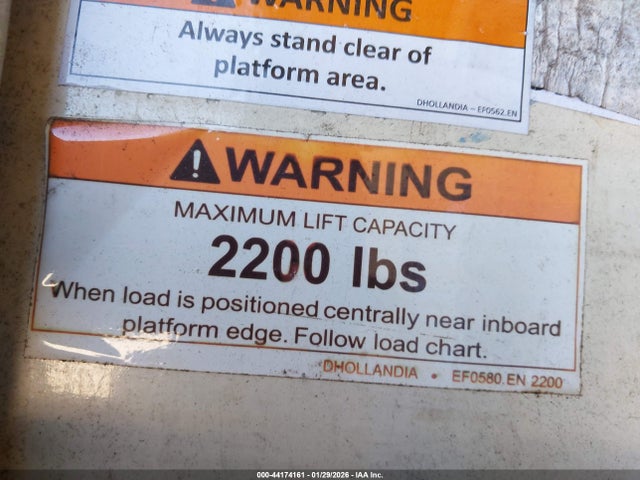 WARNING
Always stand clear of
platform area.
DHOLLANDIA – EF0562.EN
WARNING
MAXIMUM LIFT CAPACITY
2200 lbs
When load is positioned centrally near inboard
platform edge. Follow load chart.
DHOLLANDIA • EF0580.EN 2200
000-44174161 - 01/29/2026 - IAA Inc.